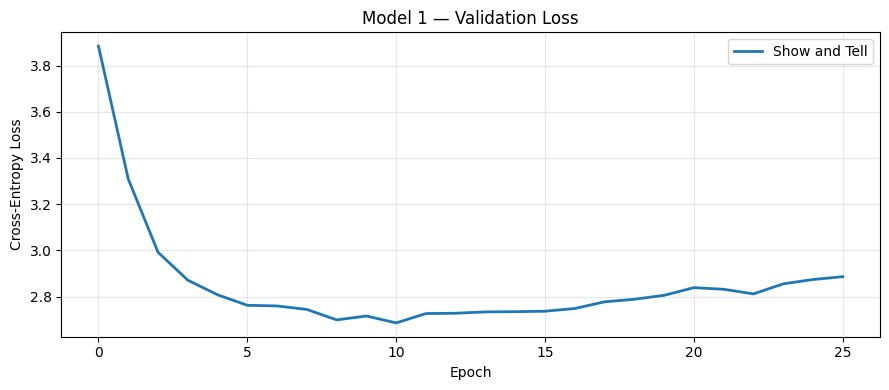 Model 1 — Validation Loss
Show and Tell
Cross-Entropy Loss
3.8
3.6
3.4
3.2
3.0
2.8
0 5 10 15 20 25
Epoch